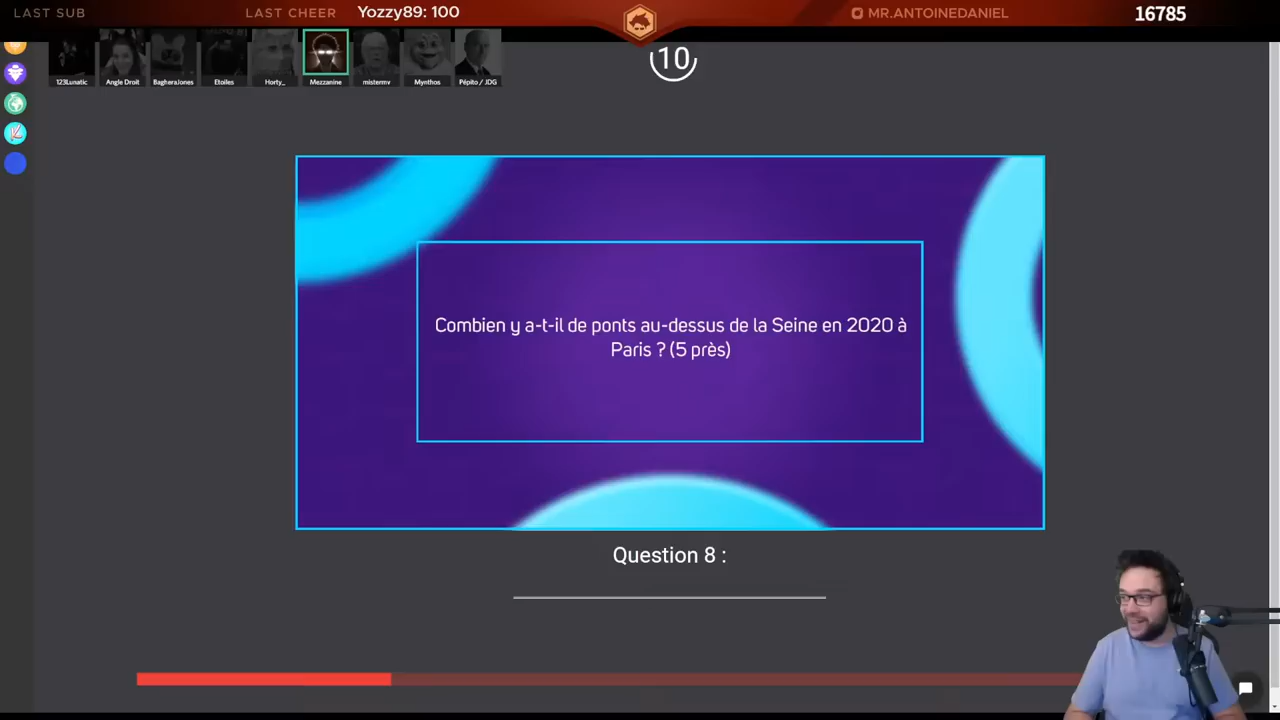 LAST SUB
LAST CHEER Yozzy89: 100
MR.ANTOINEDANIEL
16785
123Lunatic
Angle Droit
BagheraJones
Etoiles
Horty_
Mezzanine
mistermv
Mynthos
Pépito / JDG
10
Combien y a-t-il de ponts au-dessus de la Seine en 2020 à
Paris ? (5 près)
Question 8 :